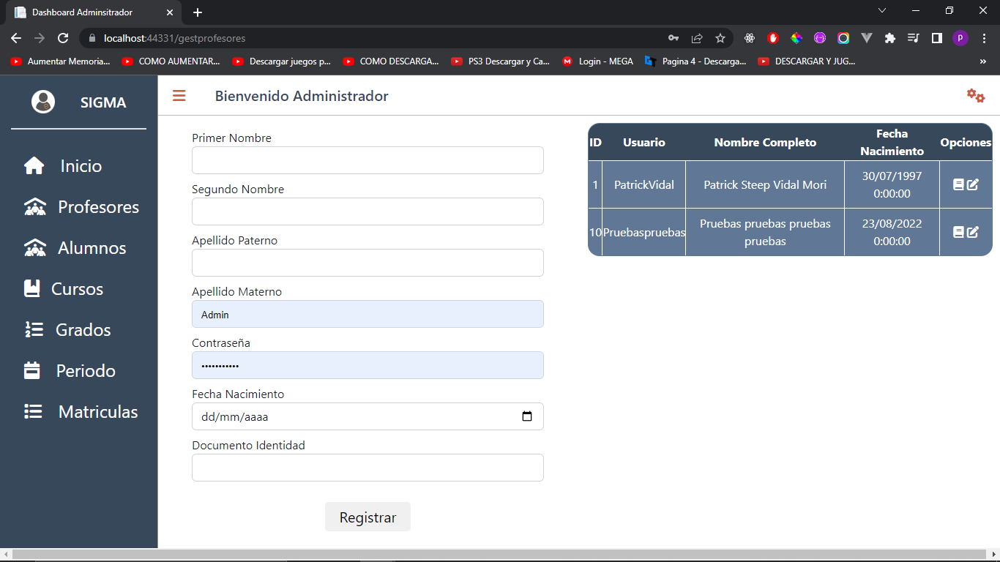 Dashboard Adminsitrador
localhost:44331/gestprofesores
p
Aumentar Memoria...
COMO AUMENTAR...
Descargar juegos p...
COMO DESCARGA...
PS3 Descargar y Ca...
Login - MEGA
Pagina 4 - Descarga...
DESCARGAR Y JUG...
»
SIGMA
Inicio
Profesores
Alumnos
Cursos
Grados
Periodo
Matriculas
Bienvenido Administrador
Primer Nombre
Segundo Nombre
Apellido Paterno
Apellido Materno
Admin
Contraseña
•••••••••••
Fecha Nacimiento
dd/mm/aaaa
Documento Identidad
Registrar
ID Usuario Nombre Completo Fecha Nacimiento Opciones
1 PatrickVidal Patrick Steep Vidal Mori 30/07/1997 0:00:00
10 Pruebaspruebas Pruebas pruebas pruebas pruebas 23/08/2022 0:00:00